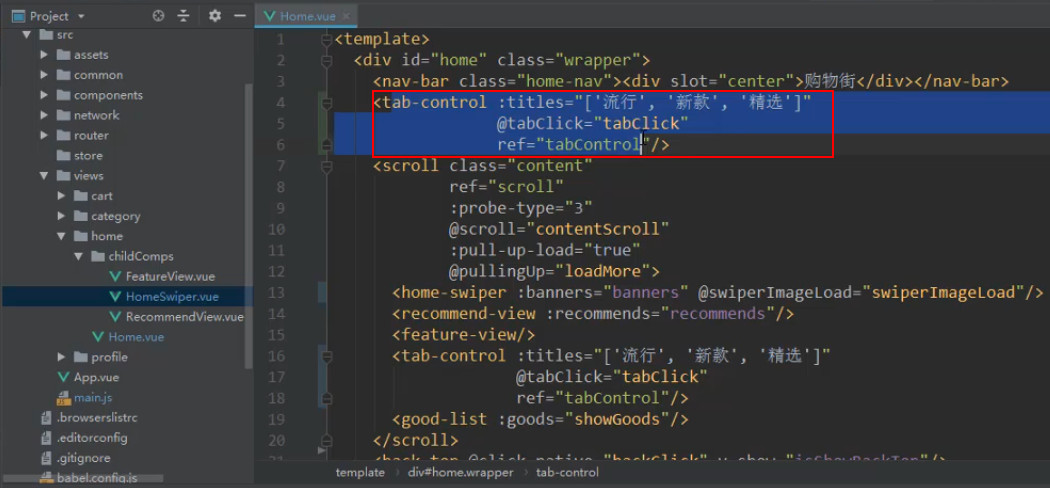 Project
Home.vue
src
assets
common
components
network
router
store
views
cart
category
home
childComps
FeatureView.vue
HomeSwiper.vue
RecommendView.vue
Home.vue
profile
App.vue
main.js
.browserslistrc
.editorconfig
.gitignore
babel.config.js
1 <template>
2 <div id="home" class="wrapper">
3 <nav-bar class="home-nav"><div slot="center">购物街</div></nav-bar>
4 <tab-control :titles="['流行', '新款', '精选']"
5 @tabClick="tabClick"
6 ref="tabControl"/>
7 <scroll class="content"
8 ref="scroll"
9 :probe-type="3"
10 @scroll="contentScroll"
11 :pull-up-load="true"
12 @pullingUp="loadMore">
13 <home-swiper :banners="banners" @swiperImageLoad="swiperImageLoad"/>
14 <recommend-view :recommends="recommends"/>
15 <feature-view/>
16 <tab-control :titles="['流行', '新款', '精选']"
17 @tabClick="tabClick"
18 ref="tabControl"/>
19 <good-list :goods="showGoods"/>
20 </scroll>
21 <back-top @click.native="backClick" v-show="isShowBackTop"/>
template › div#home.wrapper › tab-control